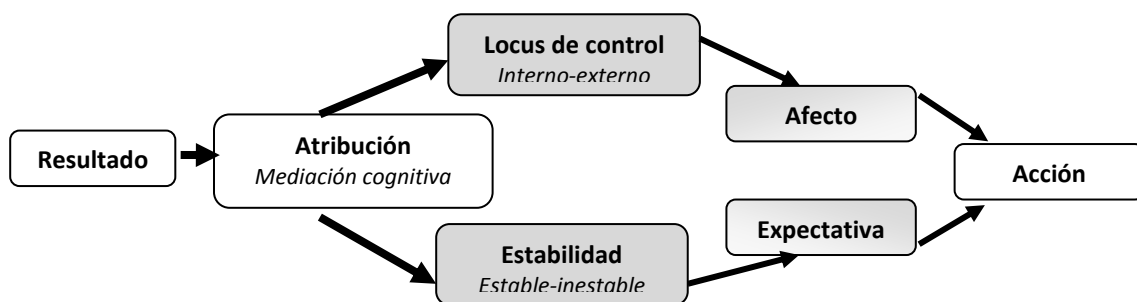 Locus de control
Interno-externo
Afecto
Resultado
Atribución
Mediación cognitiva
Acción
Expectativa
Estabilidad
Estable-inestable